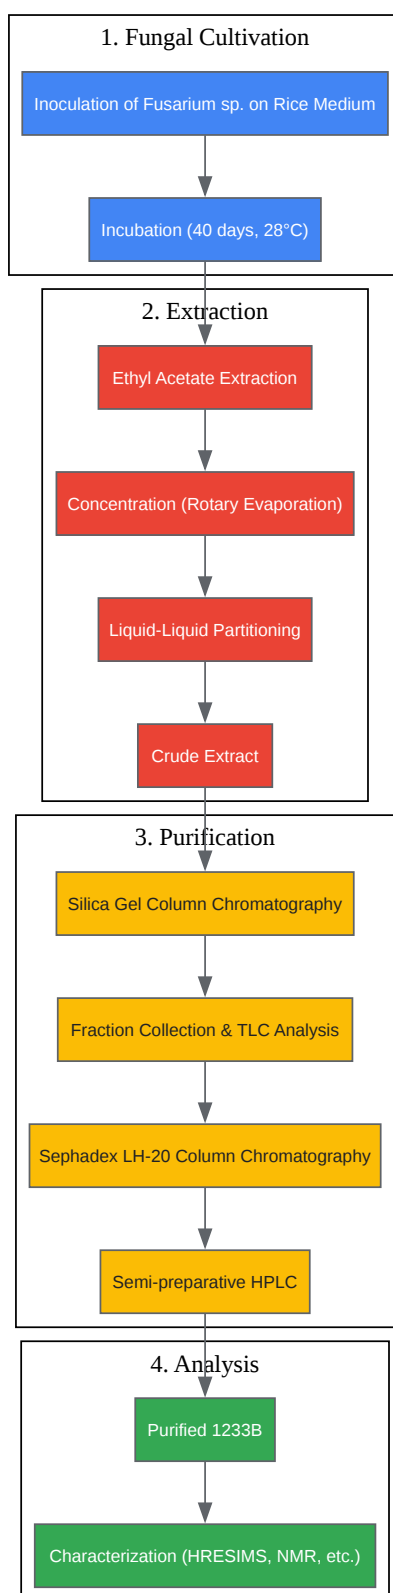 1. Fungal Cultivation
Inoculation of Fusarium sp. on Rice Medium
Incubation (40 days, 28°C)
2. Extraction
Ethyl Acetate Extraction
Concentration (Rotary Evaporation)
Liquid-Liquid Partitioning
Crude Extract
3. Purification
Silica Gel Column Chromatography
Fraction Collection & TLC Analysis
Sephadex LH-20 Column Chromatography
Semi-preparative HPLC
4. Analysis
Purified 1233B
Characterization (HRESIMS, NMR, etc.)